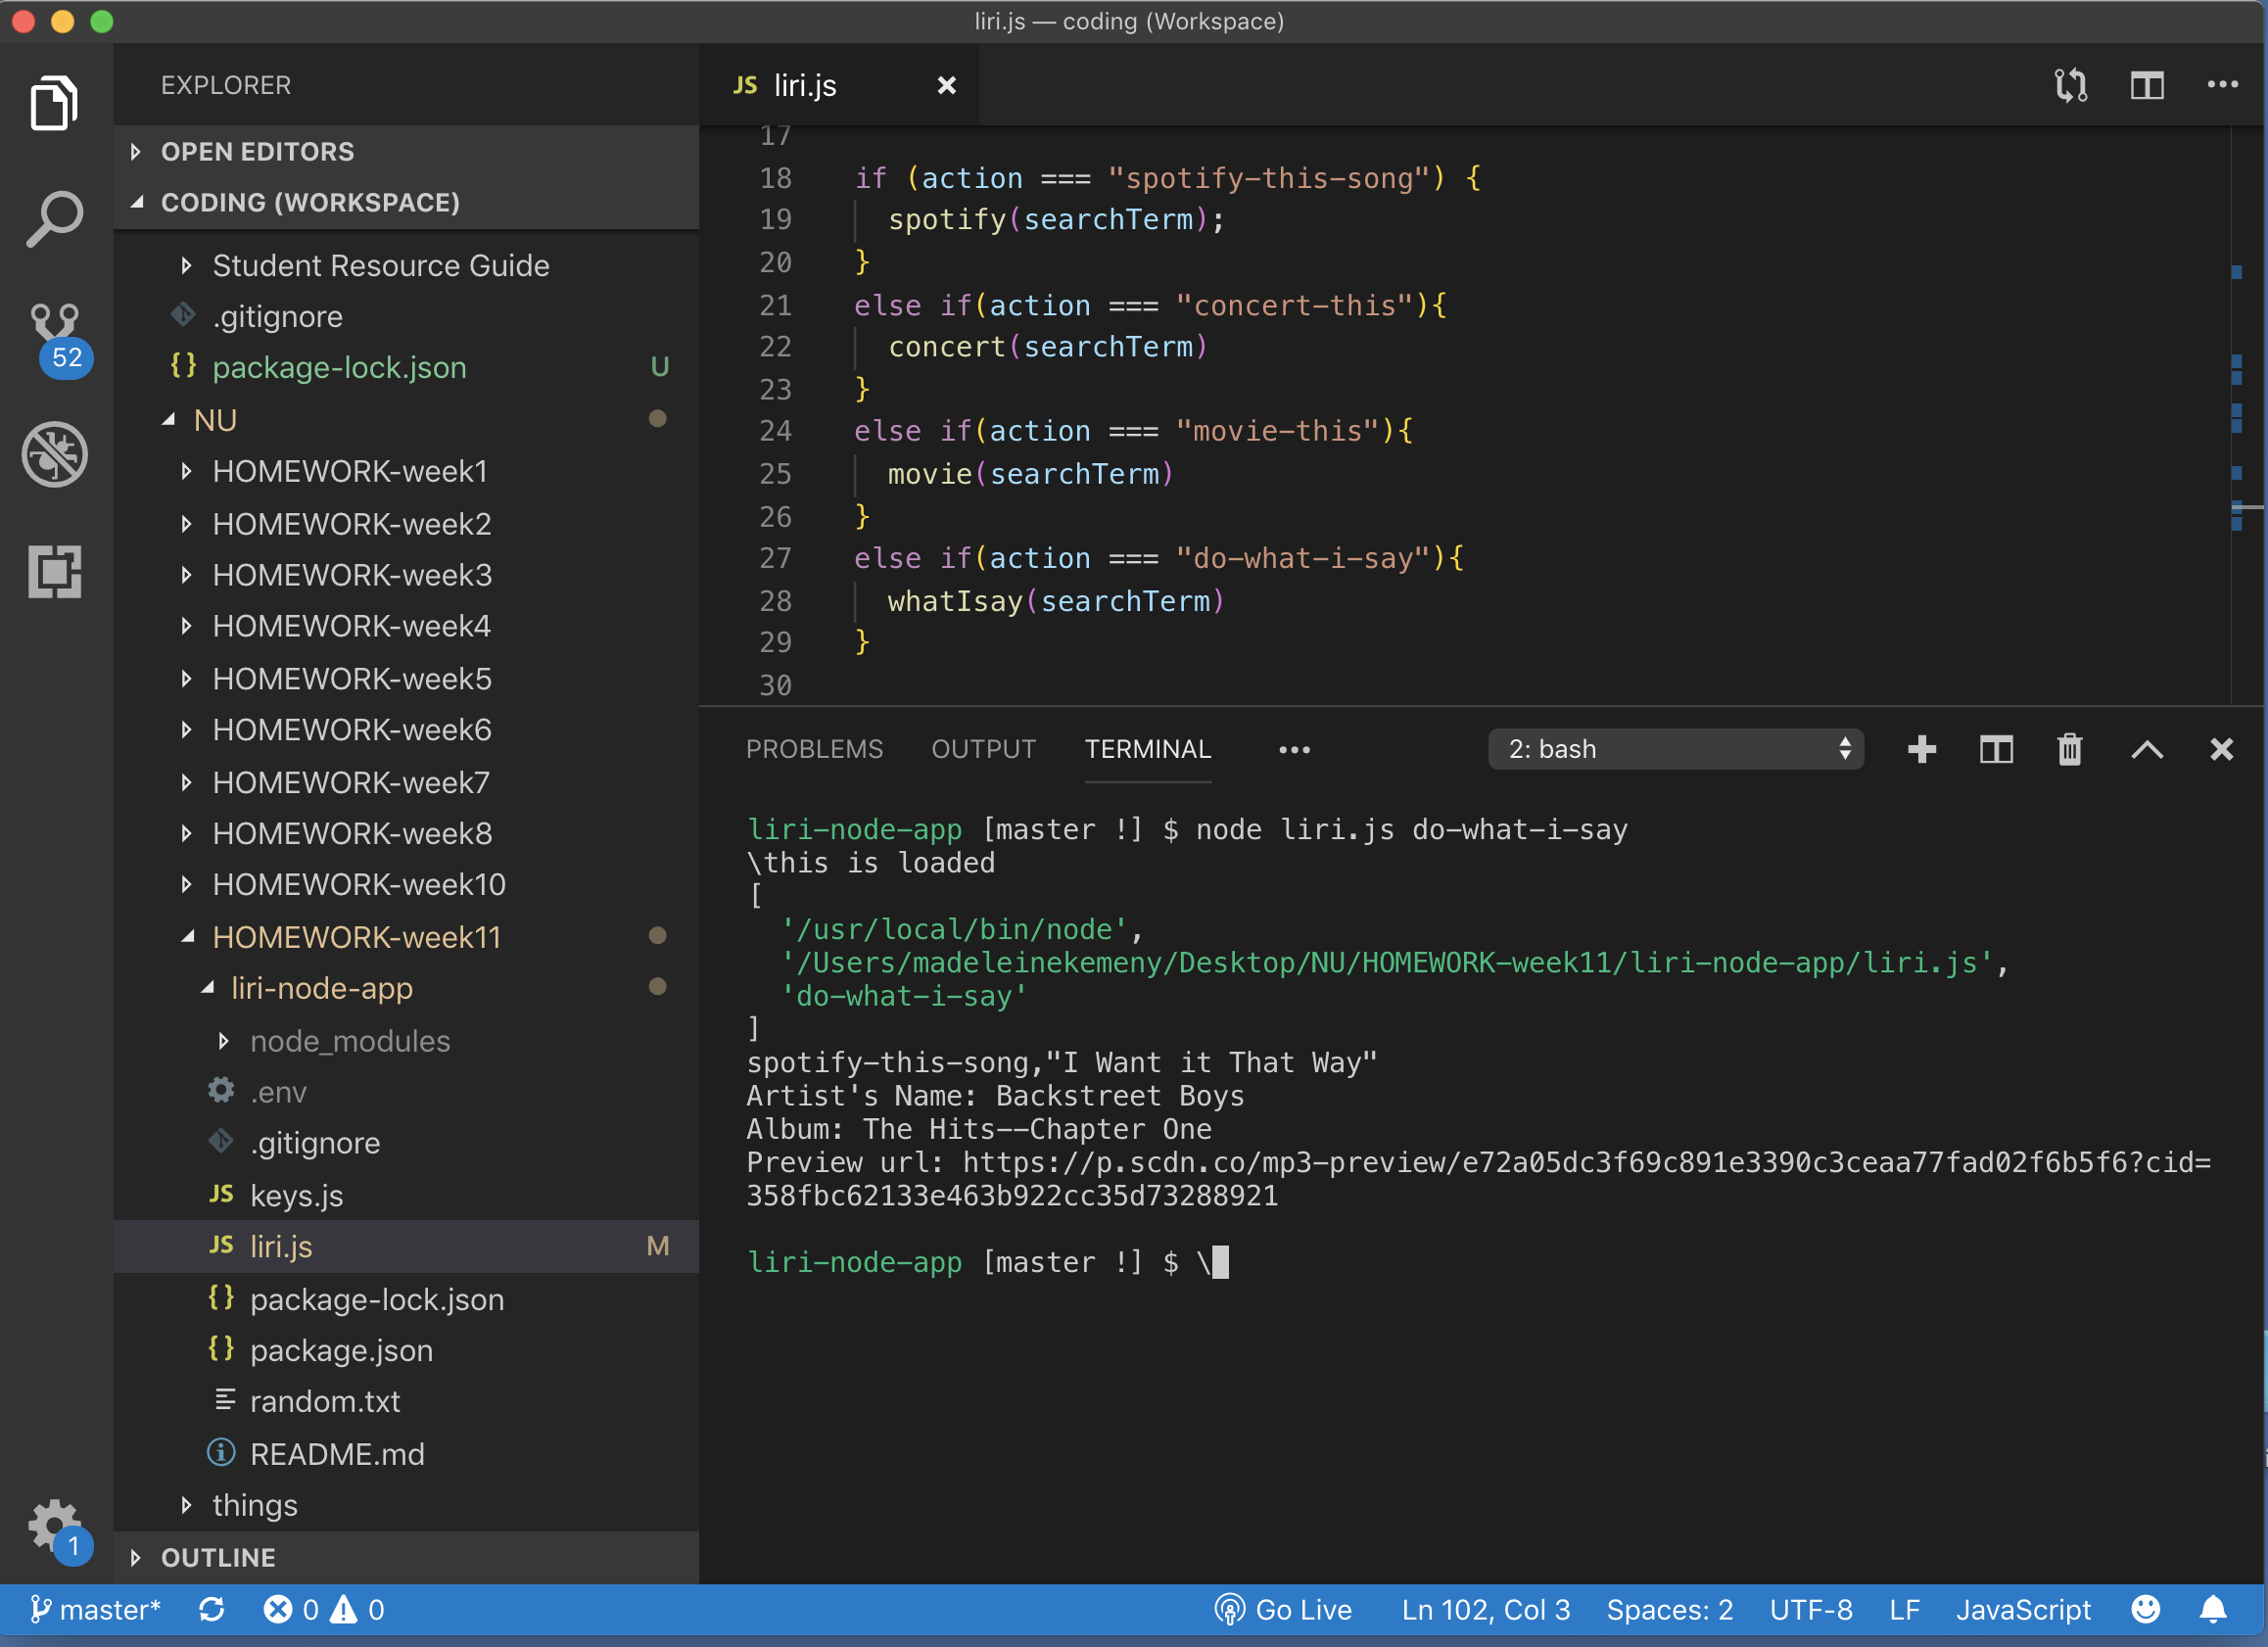 liri.js — coding (Workspace)
EXPLORER
OPEN EDITORS
CODING (WORKSPACE)
Student Resource Guide
.gitignore
package-lock.json U
NU
HOMEWORK-week1
HOMEWORK-week2
HOMEWORK-week3
HOMEWORK-week4
HOMEWORK-week5
HOMEWORK-week6
HOMEWORK-week7
HOMEWORK-week8
HOMEWORK-week10
HOMEWORK-week11
liri-node-app
node_modules
.env
.gitignore
JS keys.js
JS liri.js M
{} package-lock.json
{} package.json
random.txt
README.md
things
OUTLINE
52
1
JS liri.js
17
18 if (action === "spotify-this-song") {
19 spotify(searchTerm);
20 }
21 else if(action === "concert-this"){
22 concert(searchTerm)
23 }
24 else if(action === "movie-this"){
25 movie(searchTerm)
26 }
27 else if(action === "do-what-i-say"){
28 whatIsay(searchTerm)
29 }
30
PROBLEMS OUTPUT TERMINAL ••• 2: bash
liri-node-app [master !] $ node liri.js do-what-i-say
\this is loaded
[
'/usr/local/bin/node',
'/Users/madeleinekemeny/Desktop/NU/HOMEWORK-week11/liri-node-app/liri.js',
'do-what-i-say'
]
spotify-this-song,"I Want it That Way"
Artist's Name: Backstreet Boys
Album: The Hits--Chapter One
Preview url: https://p.scdn.co/mp3-preview/e72a05dc3f69c891e3390c3ceaa77fad02f6b5f6?cid=
358fbc62133e463b922cc35d73288921
liri-node-app [master !] $ \
master* 0 0 Go Live Ln 102, Col 3 Spaces: 2 UTF-8 LF JavaScript